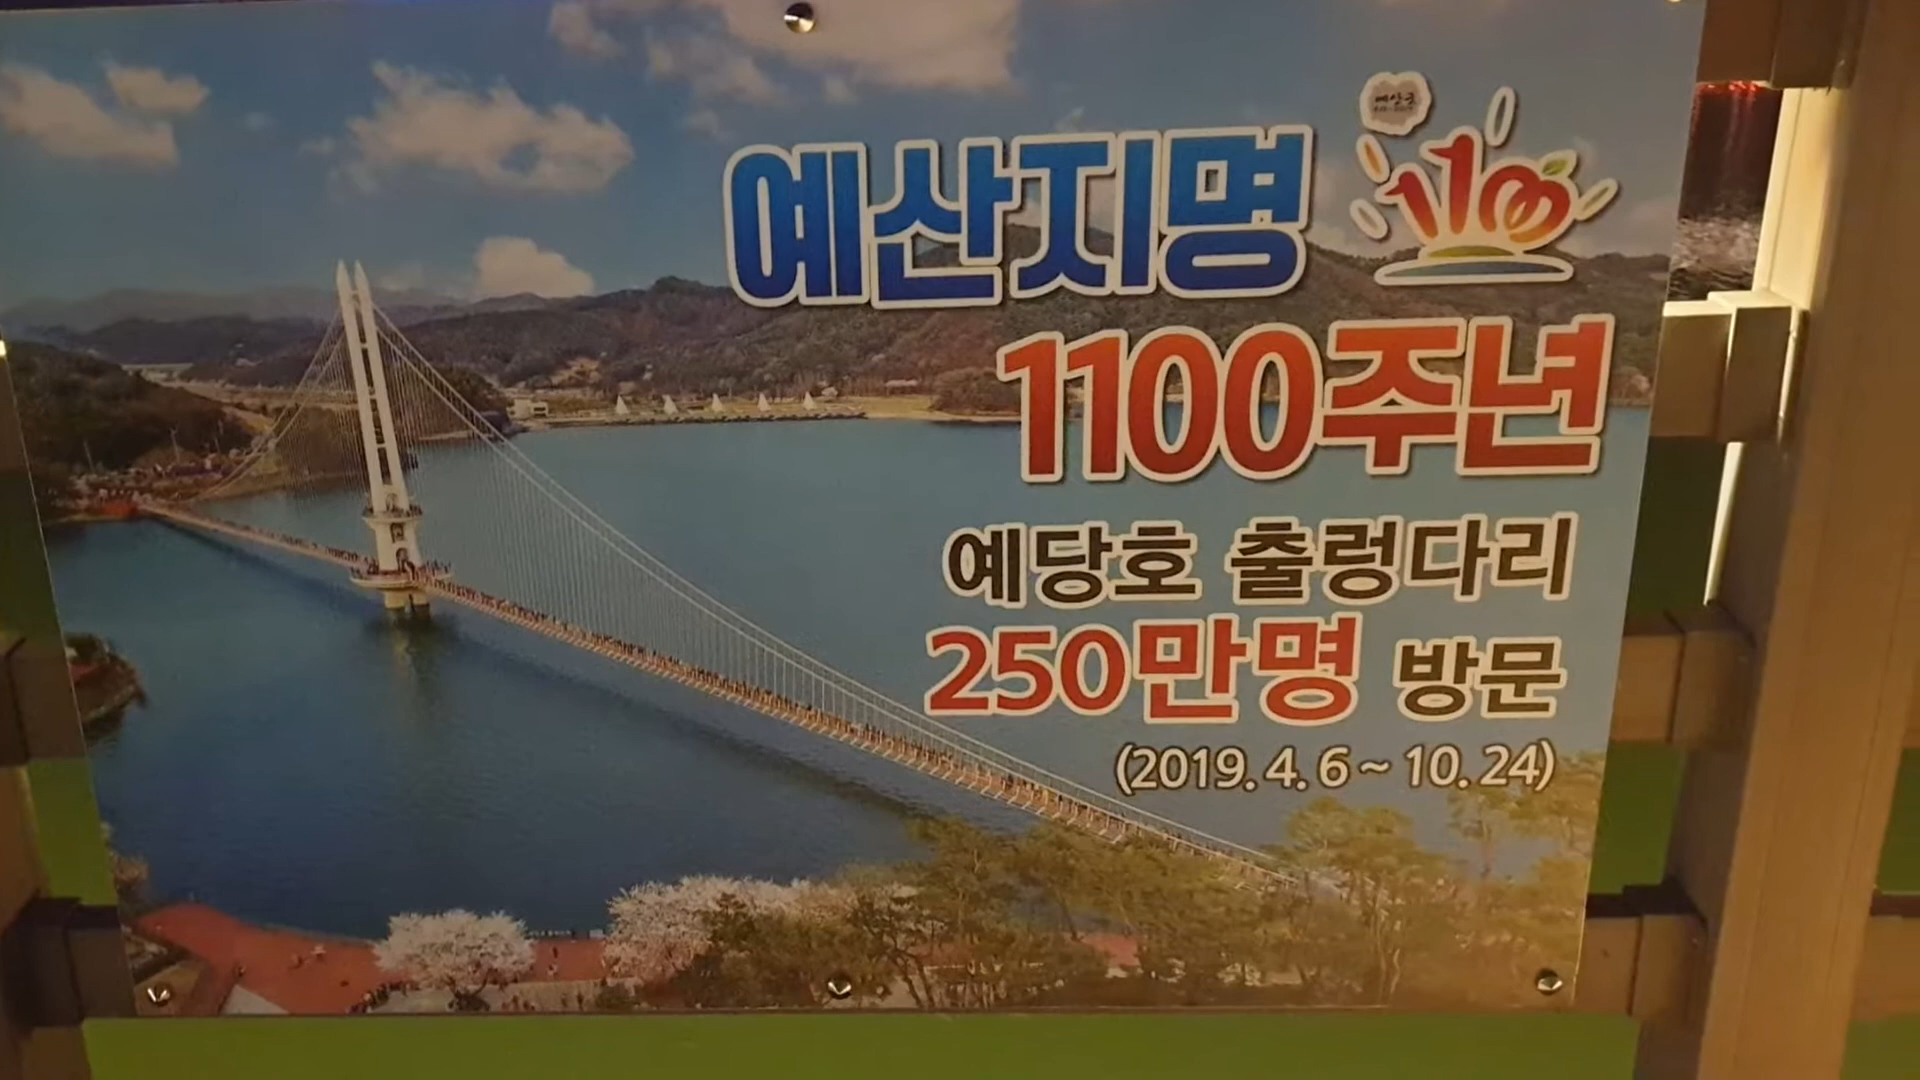 예산지명
1100
1100주년
예당호 출렁다리
250만명 방문
(2019. 4. 6 ~ 10. 24)